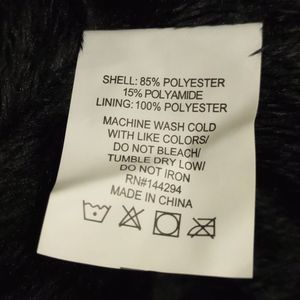 SHELL: 85% POLYESTER
15% POLYAMIDE
LINING: 100% POLYESTER
MACHINE WASH COLD
WITH LIKE COLORS/
DO NOT BLEACH/
TUMBLE DRY LOW/
DO NOT IRON
RN#144294
MADE IN CHINA